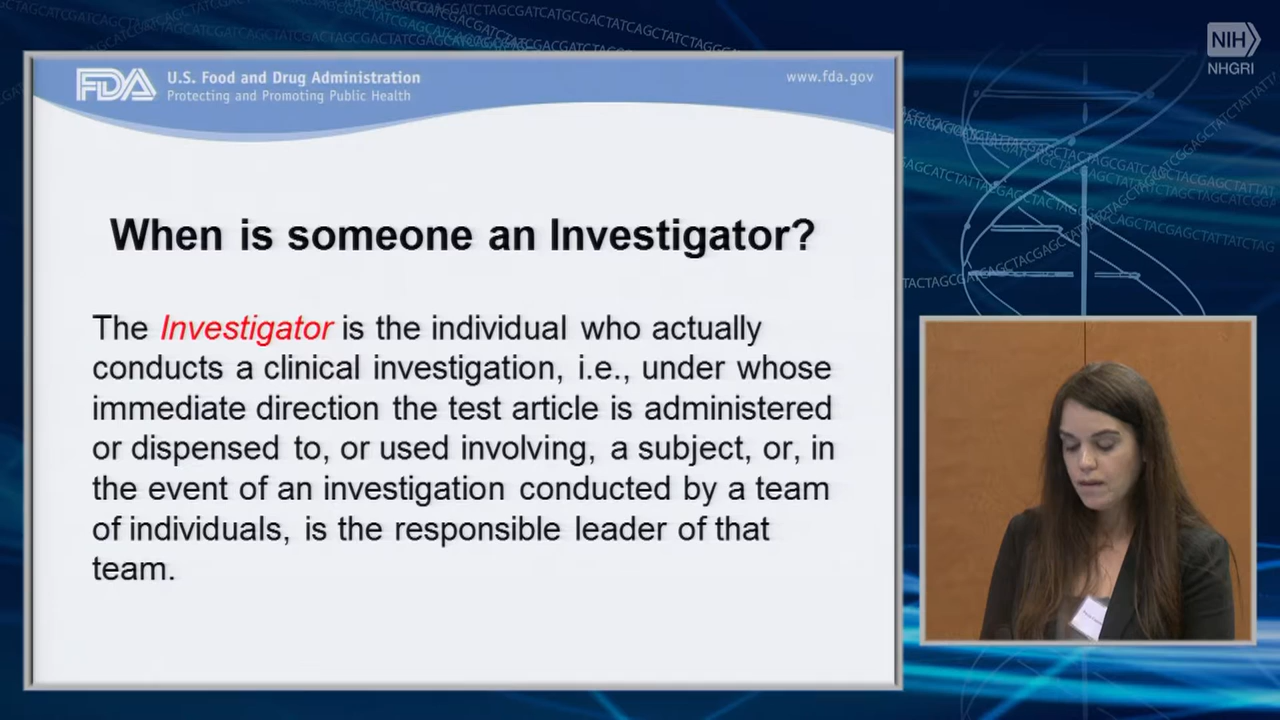 NIH
NHGRI
FDA
U.S. Food and Drug Administration
Protecting and Promoting Public Health
www.fda.gov
When is someone an Investigator?
The Investigator is the individual who actually
conducts a clinical investigation, i.e., under whose
immediate direction the test article is administered
or dispensed to, or used involving, a subject, or, in
the event of an investigation conducted by a team
of individuals, is the responsible leader of that
team.